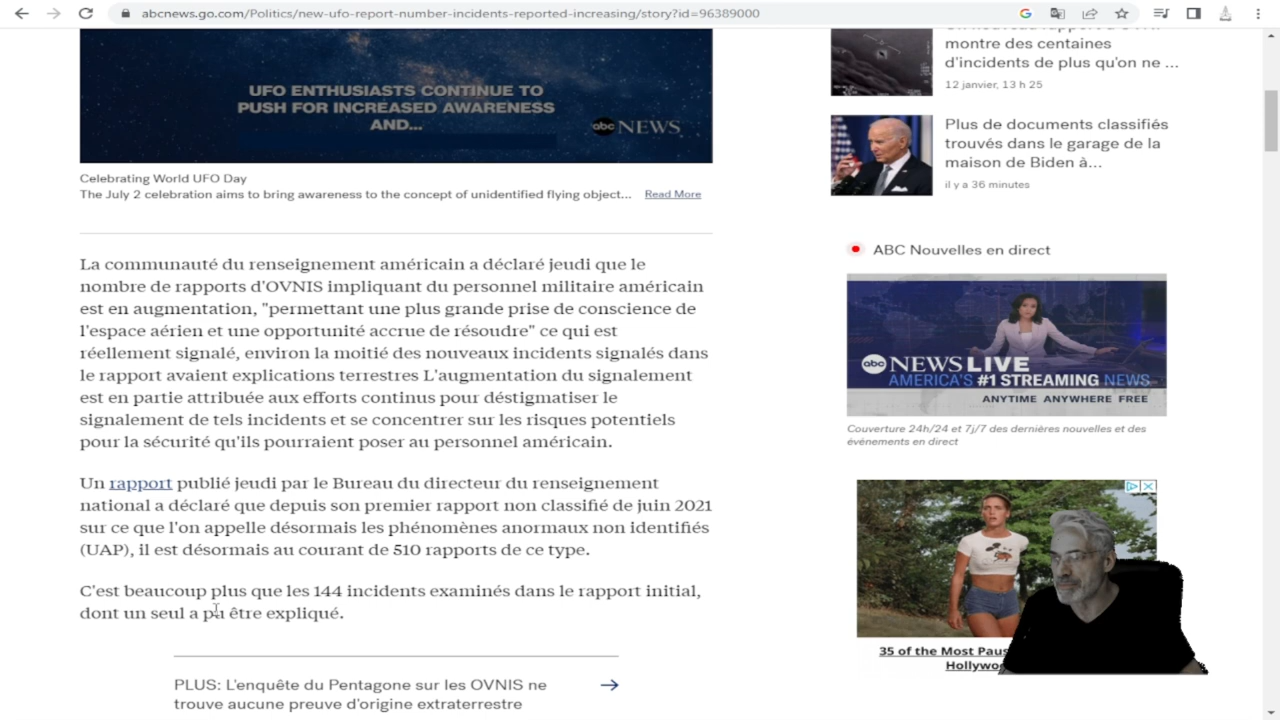 abcnews.go.com/Politics/new-ufo-report-number-incidents-reported-increasing/story?id=96389000
UFO ENTHUSIASTS CONTINUE TO
PUSH FOR INCREASED AWARENESS
AND...
abc NEWS
Celebrating World UFO Day
The July 2 celebration aims to bring awareness to the concept of unidentified flying object... Read More
La communauté du renseignement américain a déclaré jeudi que le
nombre de rapports d'OVNIS impliquant du personnel militaire américain
est en augmentation, "permettant une plus grande prise de conscience de
l'espace aérien et une opportunité accrue de résoudre" ce qui est
réellement signalé, environ la moitié des nouveaux incidents signalés dans
le rapport avaient explications terrestres L'augmentation du signalement
est en partie attribuée aux efforts continus pour déstigmatiser le
signalement de tels incidents et se concentrer sur les risques potentiels
pour la sécurité qu'ils pourraient poser au personnel américain.
Un rapport publié jeudi par le Bureau du directeur du renseignement
national a déclaré que depuis son premier rapport non classifié de juin 2021
sur ce que l'on appelle désormais les phénomènes anormaux non identifiés
(UAP), il est désormais au courant de 510 rapports de ce type.
C'est beaucoup plus que les 144 incidents examinés dans le rapport initial,
dont un seul a pu être expliqué.
PLUS: L'enquête du Pentagone sur les OVNIS ne
trouve aucune preuve d'origine extraterrestre
montre des centaines
d'incidents de plus qu'on ne ...
12 janvier, 13 h 25
Plus de documents classifiés
trouvés dans le garage de la
maison de Biden à...
il y a 36 minutes
ABC Nouvelles en direct
abc NEWS LIVE
AMERICA'S #1 STREAMING NEWS
ANYTIME ANYWHERE FREE
Couverture 24h/24 et 7j/7 des dernières nouvelles et des
événements en direct
35 of the Most